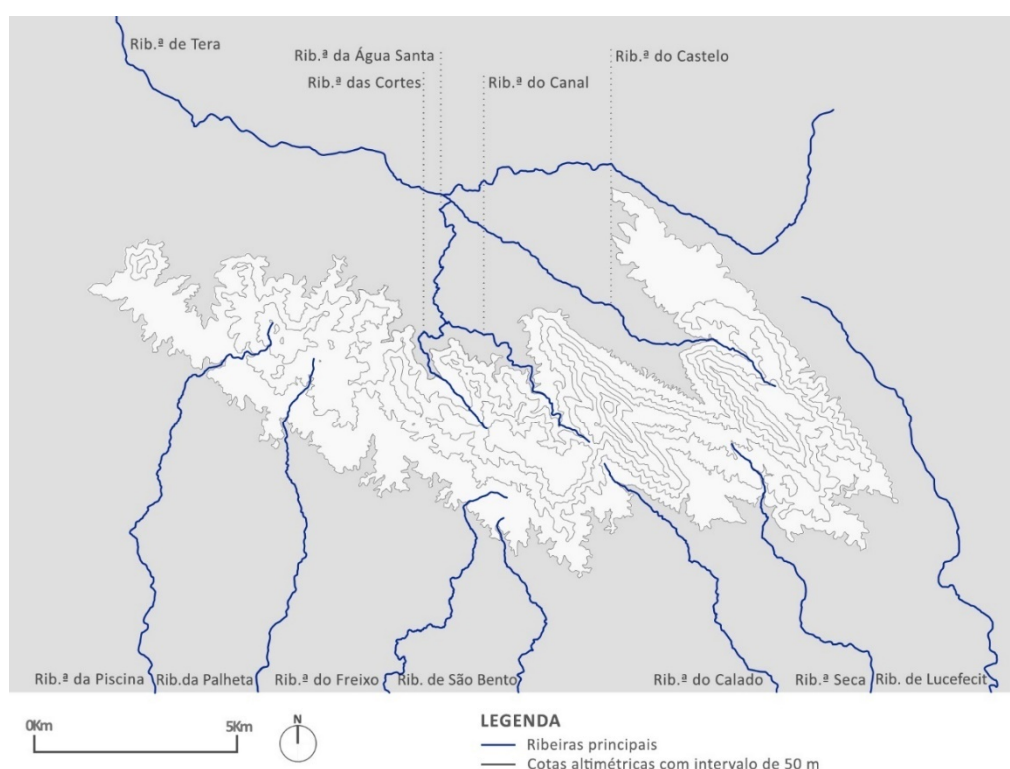 Rib.ª de Tera
Rib.ª da Água Santa
Rib.ª do Castelo
Rib.ª das Cortes
Rib.ª do Canal
Rib.ª da Piscina
Rib.da Palheta
Rib.ª do Freixo
Rib. de São Bento
Rib.ª do Calado
Rib.ª Seca
Rib. de Lucefecit
0Km
5Km
N
LEGENDA
Ribeiras principais
Cotas altimétricas com intervalo de 50 m